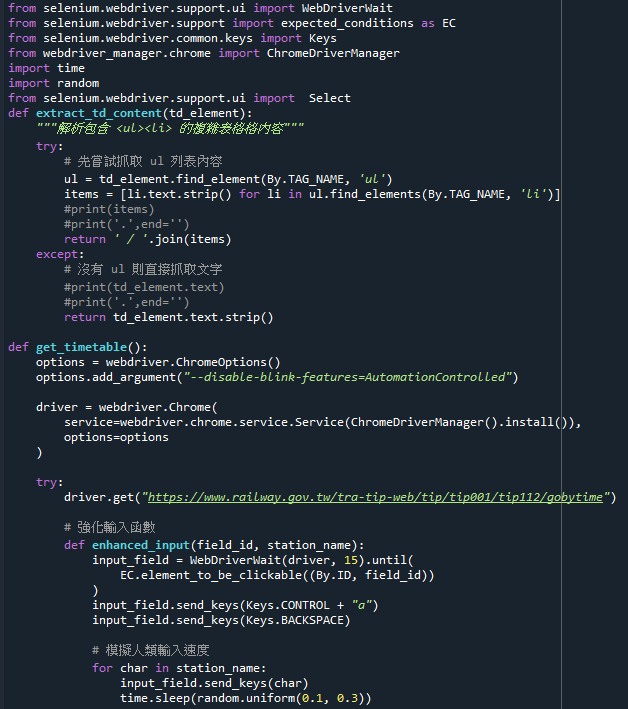 from selenium.webdriver.support.ui import WebDriverWait
from selenium.webdriver.support import expected_conditions as EC
from selenium.webdriver.common.keys import Keys
from webdriver_manager.chrome import ChromeDriverManager
import time
import random
from selenium.webdriver.support.ui import  Select
def extract_td_content(td_element):
    """解析包含 <ul><li> 的複雜表格格內容"""
    try:
        # 先嘗試抓取 ul 列表內容
        ul = td_element.find_element(By.TAG_NAME, 'ul')
        items = [li.text.strip() for li in ul.find_elements(By.TAG_NAME, 'li')]
        #print(items)
        #print('.',end='')
        return ' / '.join(items)
    except:
        # 沒有 ul 則直接抓取文字
        #print(td_element.text)
        #print('.',end='')
        return td_element.text.strip()

def get_timetable():
    options = webdriver.ChromeOptions()
    options.add_argument("--disable-blink-features=AutomationControlled")

    driver = webdriver.Chrome(
        service=webdriver.chrome.service.Service(ChromeDriverManager().install()),
        options=options
    )

    try:
        driver.get("https://www.railway.gov.tw/tra-tip-web/tip/tip001/tip112/gobytime")

        # 強化輸入函數
        def enhanced_input(field_id, station_name):
            input_field = WebDriverWait(driver, 15).until(
                EC.element_to_be_clickable((By.ID, field_id))
            )
            input_field.send_keys(Keys.CONTROL + "a")
            input_field.send_keys(Keys.BACKSPACE)

            # 模擬人類輸入速度
            for char in station_name:
                input_field.send_keys(char)
                time.sleep(random.uniform(0.1, 0.3))